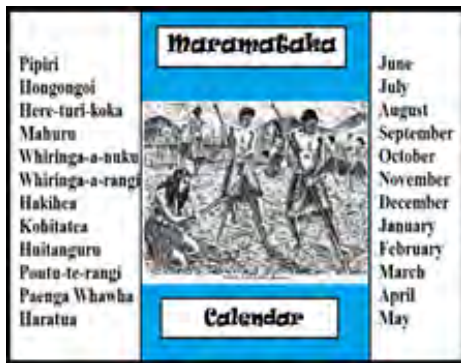 Maramataka
Pipiri
Hongongoi
Here-turi-koka
Mahuru
Whiringa-a-nuku
Whiringa-a-rangi
Hakihea
Kohitatea
Huitanguru
Poutu-te-rangi
Paenga Whawha
Haratua
June
July
August
September
October
November
December
January
February
March
April
May
Calendar